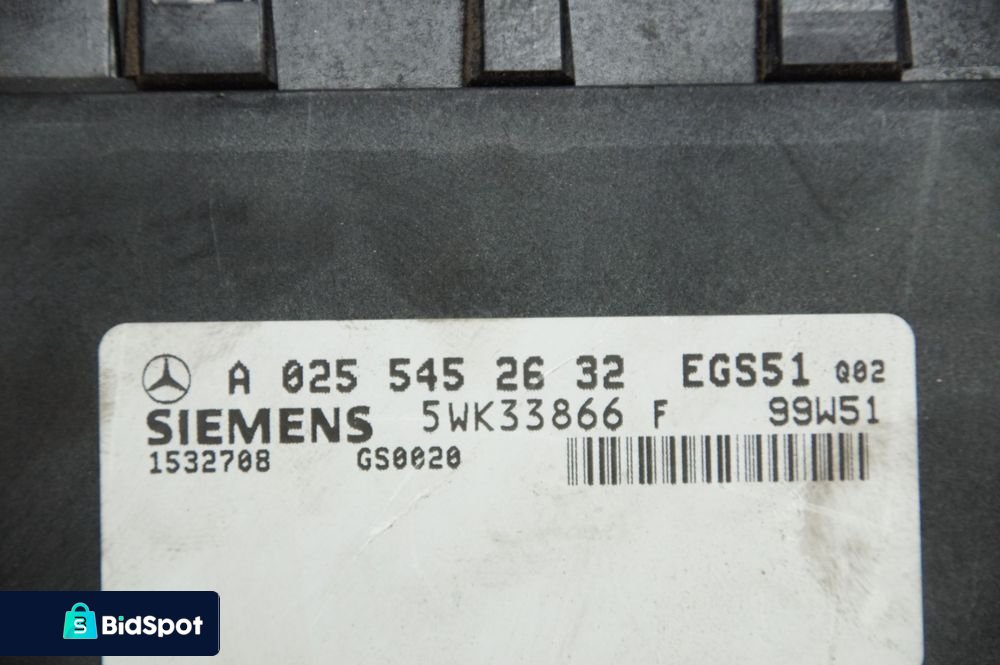 A 025 545 26 32 EGS51 Q02
SIEMENS 5WK33866 F 99W51
1532708 GS0020
BidSpot